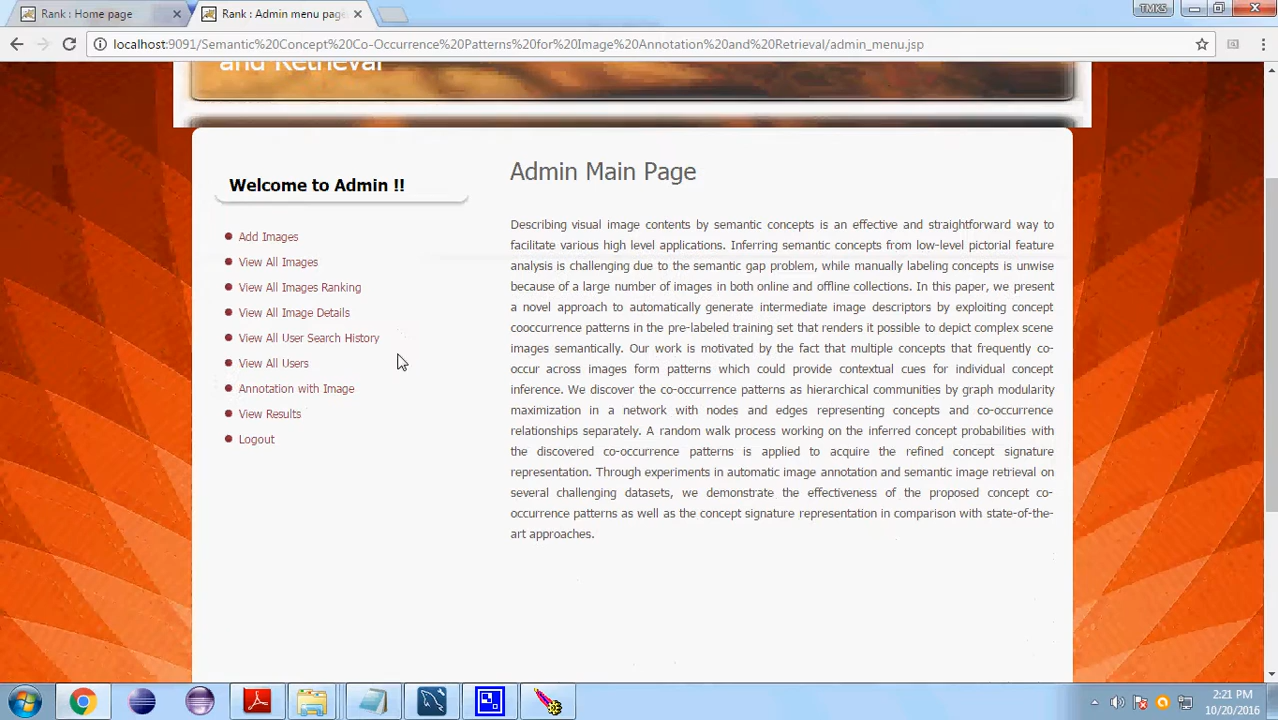 Rank : Home page
Rank : Admin menu page
TMKS
localhost:9091/Semantic%20Concept%20Co-Occurrence%20Patterns%20for%20Image%20Annotation%20and%20Retrieval/admin_menu.jsp
and Retrieval
Welcome to Admin !!
Add Images
View All Images
View All Images Ranking
View All Image Details
View All User Search History
View All Users
Annotation with Image
View Results
Logout
Admin Main Page
Describing visual image contents by semantic concepts is an effective and straightforward way to
facilitate various high level applications. Inferring semantic concepts from low-level pictorial feature
analysis is challenging due to the semantic gap problem, while manually labeling concepts is unwise
because of a large number of images in both online and offline collections. In this paper, we present
a novel approach to automatically generate intermediate image descriptors by exploiting concept
cooccurrence patterns in the pre-labeled training set that renders it possible to depict complex scene
images semantically. Our work is motivated by the fact that multiple concepts that frequently co-
occur across images form patterns which could provide contextual cues for individual concept
inference. We discover the co-occurrence patterns as hierarchical communities by graph modularity
maximization in a network with nodes and edges representing concepts and co-occurrence
relationships separately. A random walk process working on the inferred concept probabilities with
the discovered co-occurrence patterns is applied to acquire the refined concept signature
representation. Through experiments in automatic image annotation and semantic image retrieval on
several challenging datasets, we demonstrate the effectiveness of the proposed concept co-
occurrence patterns as well as the concept signature representation in comparison with state-of-the-
art approaches.
2:21 PM
10/20/2016